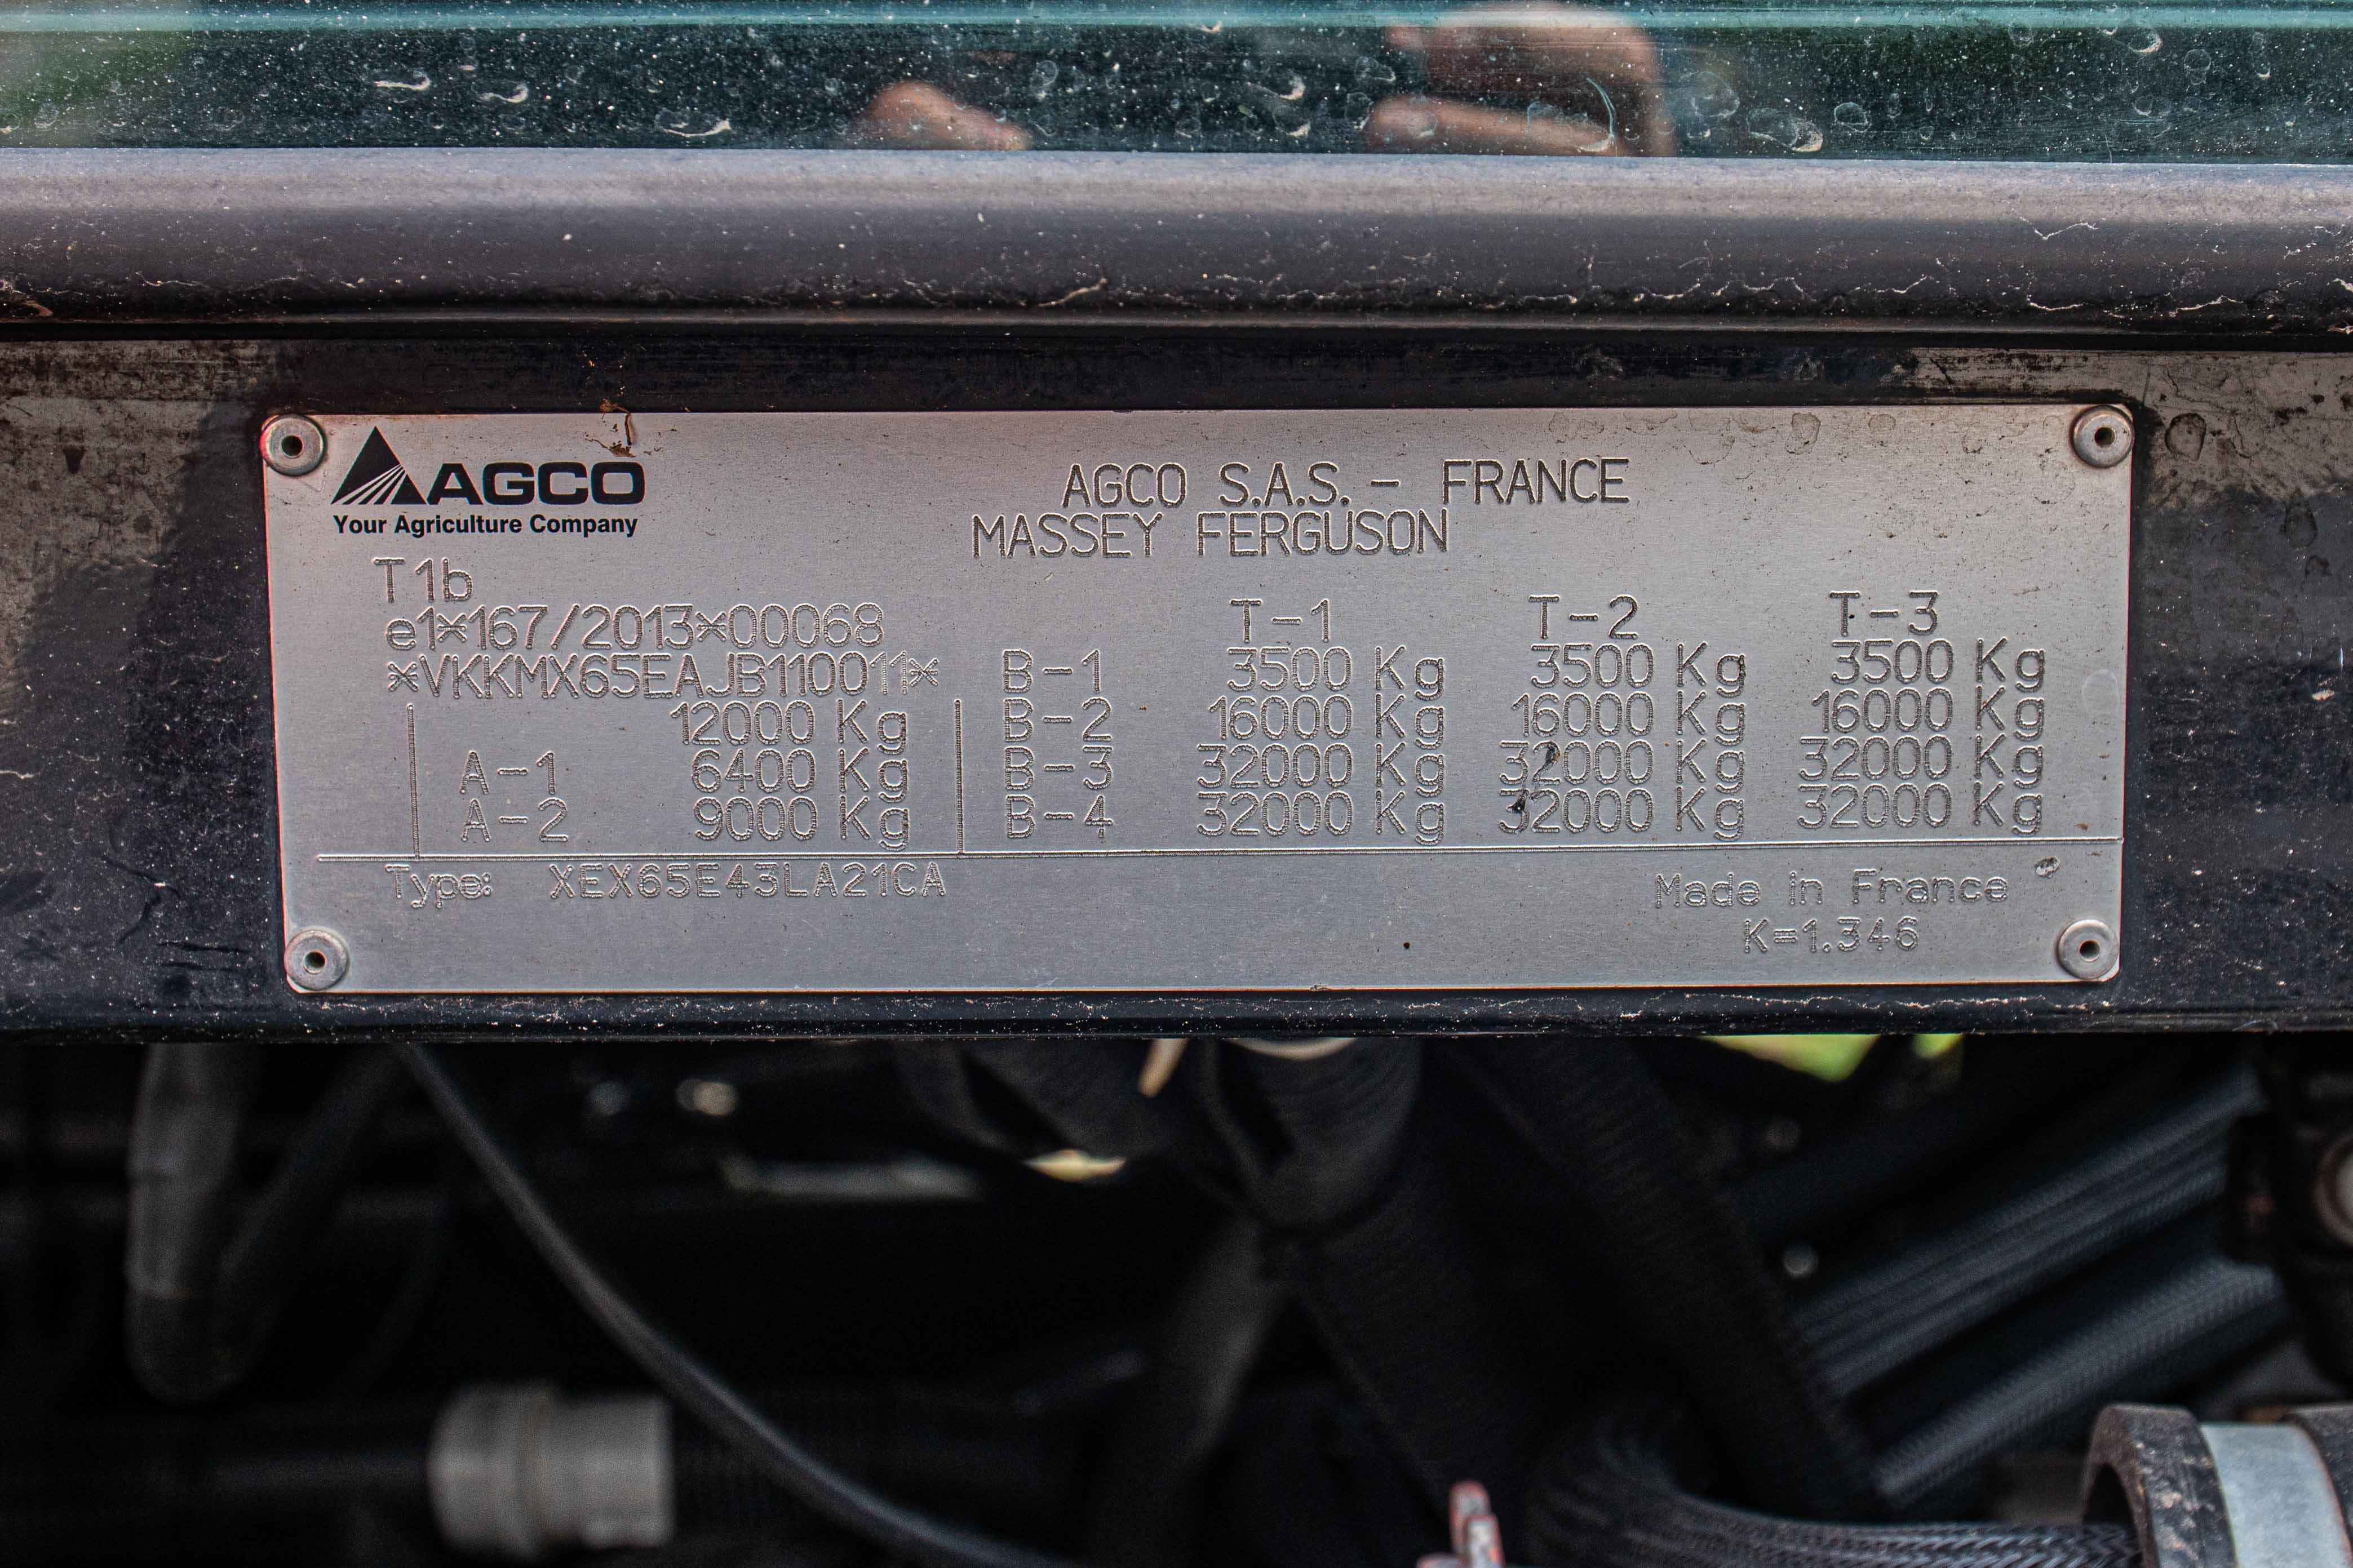 AGCO
Your Agriculture Company
AGCO S.A.S. - FRANCE
MASSEY FERGUSON
T1b
e1*167/2013*00068
*VKKMX65EAJB110011*
12000 Kg
A-1 6400 Kg
A-2 9000 Kg
T-1 T-2 T-3
B-1 3500 Kg 3500 Kg 3500 Kg
B-2 16000 Kg 16000 Kg 16000 Kg
B-3 32000 Kg 32000 Kg 32000 Kg
B-4 32000 Kg 32000 Kg 32000 Kg
Type: XEX65E43LA21CA
Made in France
K=1.346